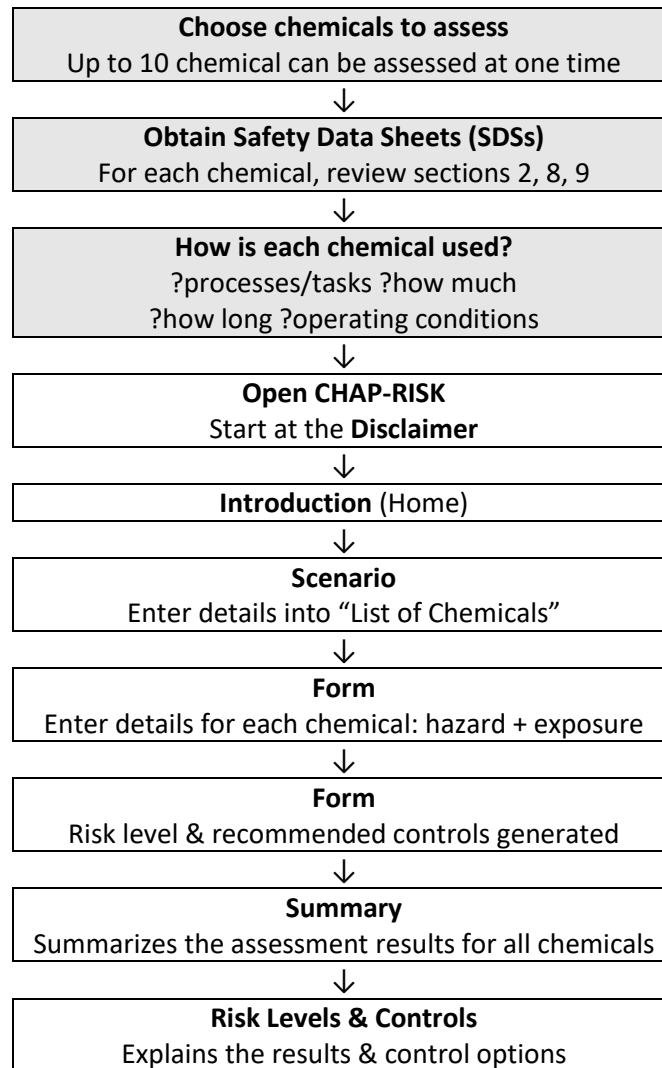 Choose chemicals to assess
Up to 10 chemical can be assessed at one time
↓
Obtain Safety Data Sheets (SDSs)
For each chemical, review sections 2, 8, 9
↓
How is each chemical used?
?processes/tasks ?how much
?how long ?operating conditions
↓
Open CHAP-RISK
Start at the Disclaimer
↓
Introduction (Home)
↓
Scenario
Enter details into “List of Chemicals”
↓
Form
Enter details for each chemical: hazard + exposure
↓
Form
Risk level & recommended controls generated
↓
Summary
Summarizes the assessment results for all chemicals
↓
Risk Levels & Controls
Explains the results & control options